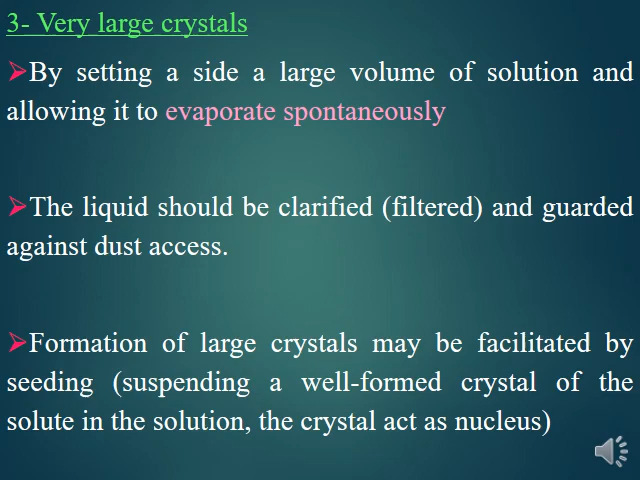 3- Very large crystals
➢By setting a side a large volume of solution and
allowing it to evaporate spontaneously
➢The liquid should be clarified (filtered) and guarded
against dust access.
➢Formation of large crystals may be facilitated by
seeding (suspending a well-formed crystal of the
solute in the solution, the crystal act as nucleus)